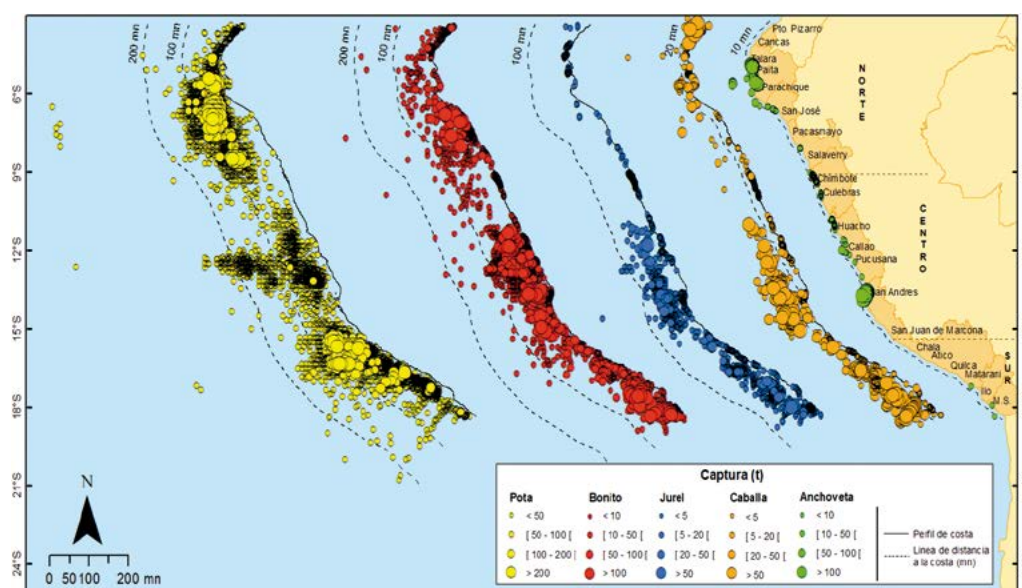 200 mn
100 mn
200 mn
100 mn
100 mn
20 mn
10 mn
Pto. Pizarro
Cancas
Talara
Paita
Parachique
San José
Pacasmayo
Salaverry
Chimbote
Culebras
Huacho
Callao
Pucusana
an Andres
San Juan de Marcona
Chala
Atico
Quilca
Matarani
Ilo
M.S.
NORTE
CENTRO
SUR
6°S
9°S
12°S
15°S
18°S
21°S
24°S
N
0 50 100 200 mn
Captura (t)
Pota Bonito Jurel Caballa Anchoveta
< 50 < 10 < 5 < 5 < 10
[ 50 - 100 [ [ 10 - 50 [ [ 5 - 20 [ [ 5 - 20 [ [ 10 - 50 [
[ 100 - 200 [ [ 50 - 100 [ [ 20 - 50 [ [ 20 - 50 [ [ 50 - 100 [
> 200 > 100 > 50 > 50 > 100
Perfil de costa
Linea de distancia
a la costa (mn)